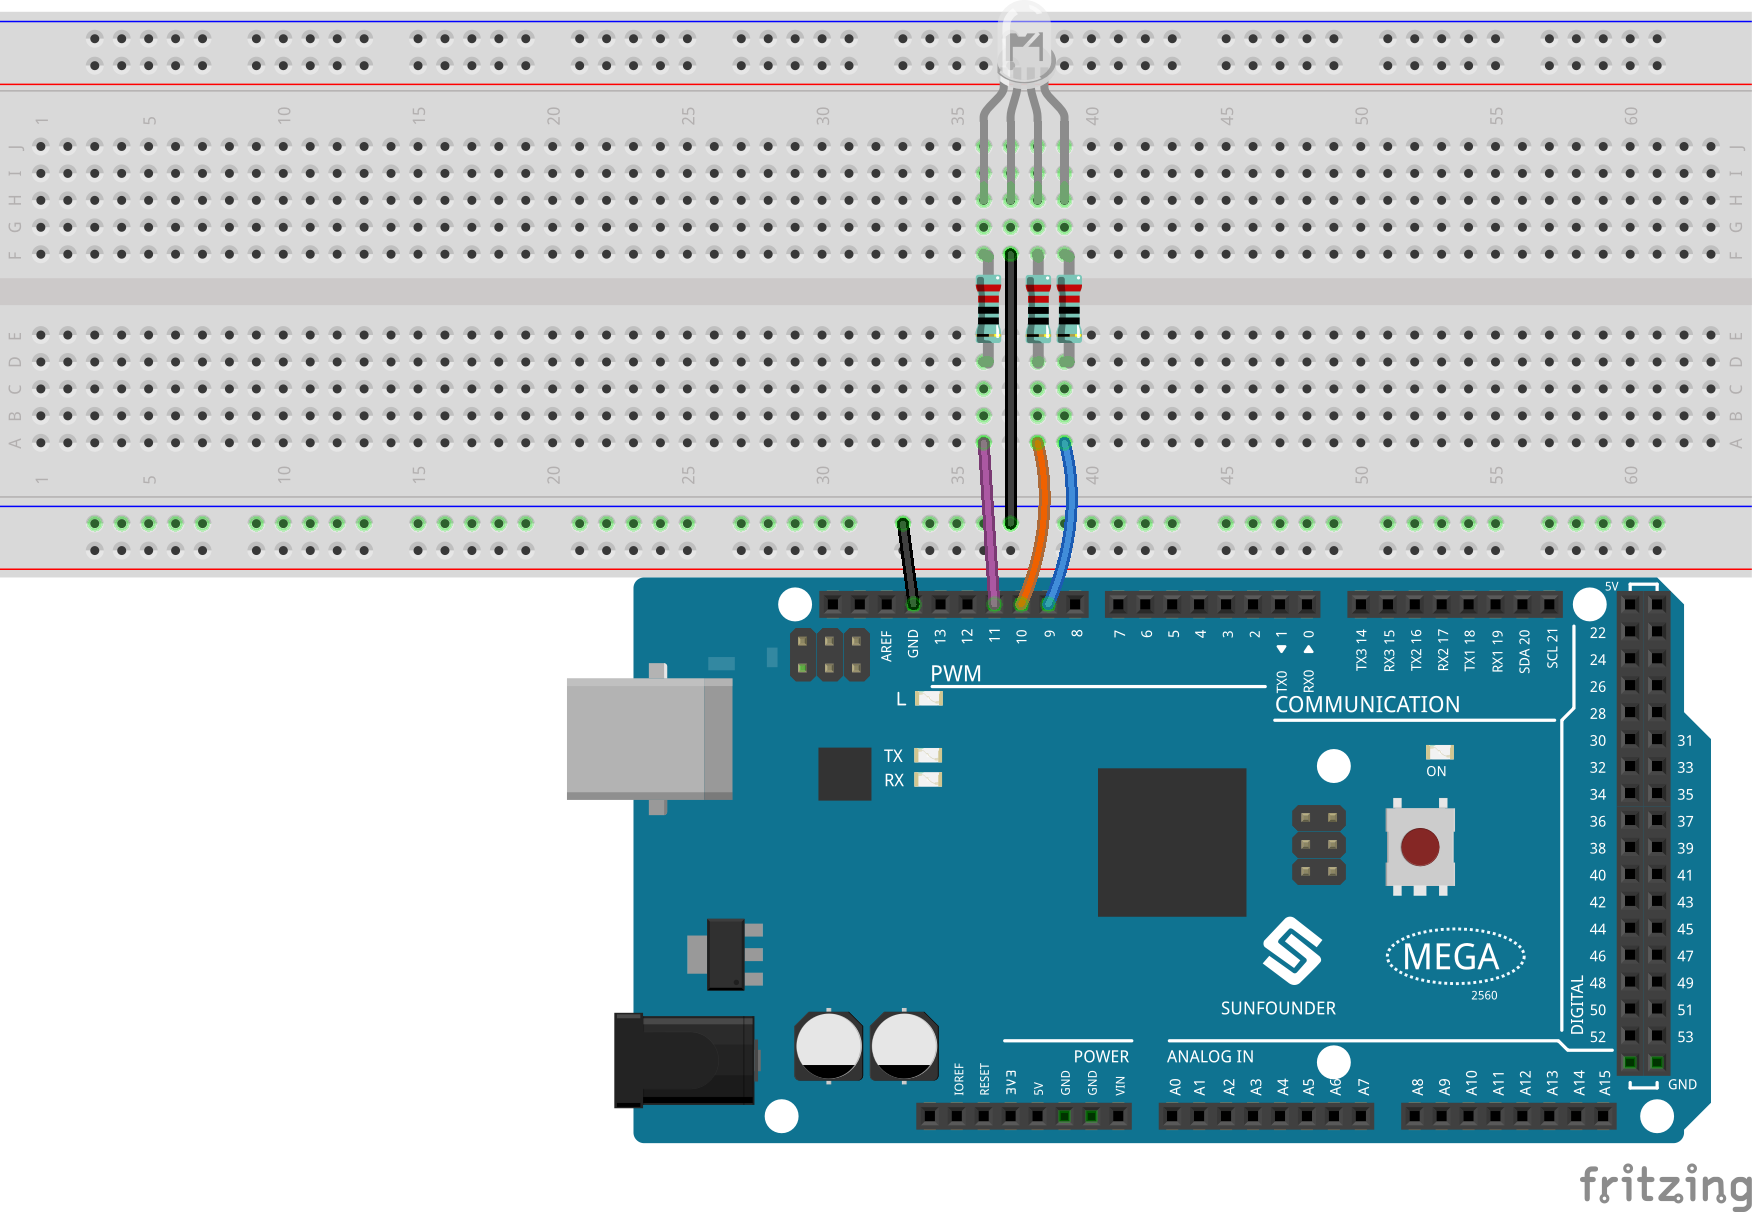 1 5 10 15 20 25 30 35 40 45 50 55 60
J J
I I
H H
G G
F F
E E
D D
C C
B B
A A
1 5 10 15 20 25 30 35 40 45 50 55 60
5V
AREF GND 13 12 11 10 9 8 7 6 5 4 3 2 TX0 1 RX0 0 TX3 14 RX3 15 TX2 16 RX2 17 TX1 18 RX1 19 SDA 20 SCL 21
PWM
COMMUNICATION
L
TX
RX
ON
22
24
26
28
30 31
32 33
34 35
36 37
38 39
40 41
42 43
44 45
46 47
48 49
50 51
52 53
DIGITAL
GND
MEGA
2560
SUNFOUNDER
POWER
ANALOG IN
IOREF RESET 3V3 5V GND GND VIN A0 A1 A2 A3 A4 A5 A6 A7 A8 A9 A10 A11 A12 A13 A14 A15
fritzing